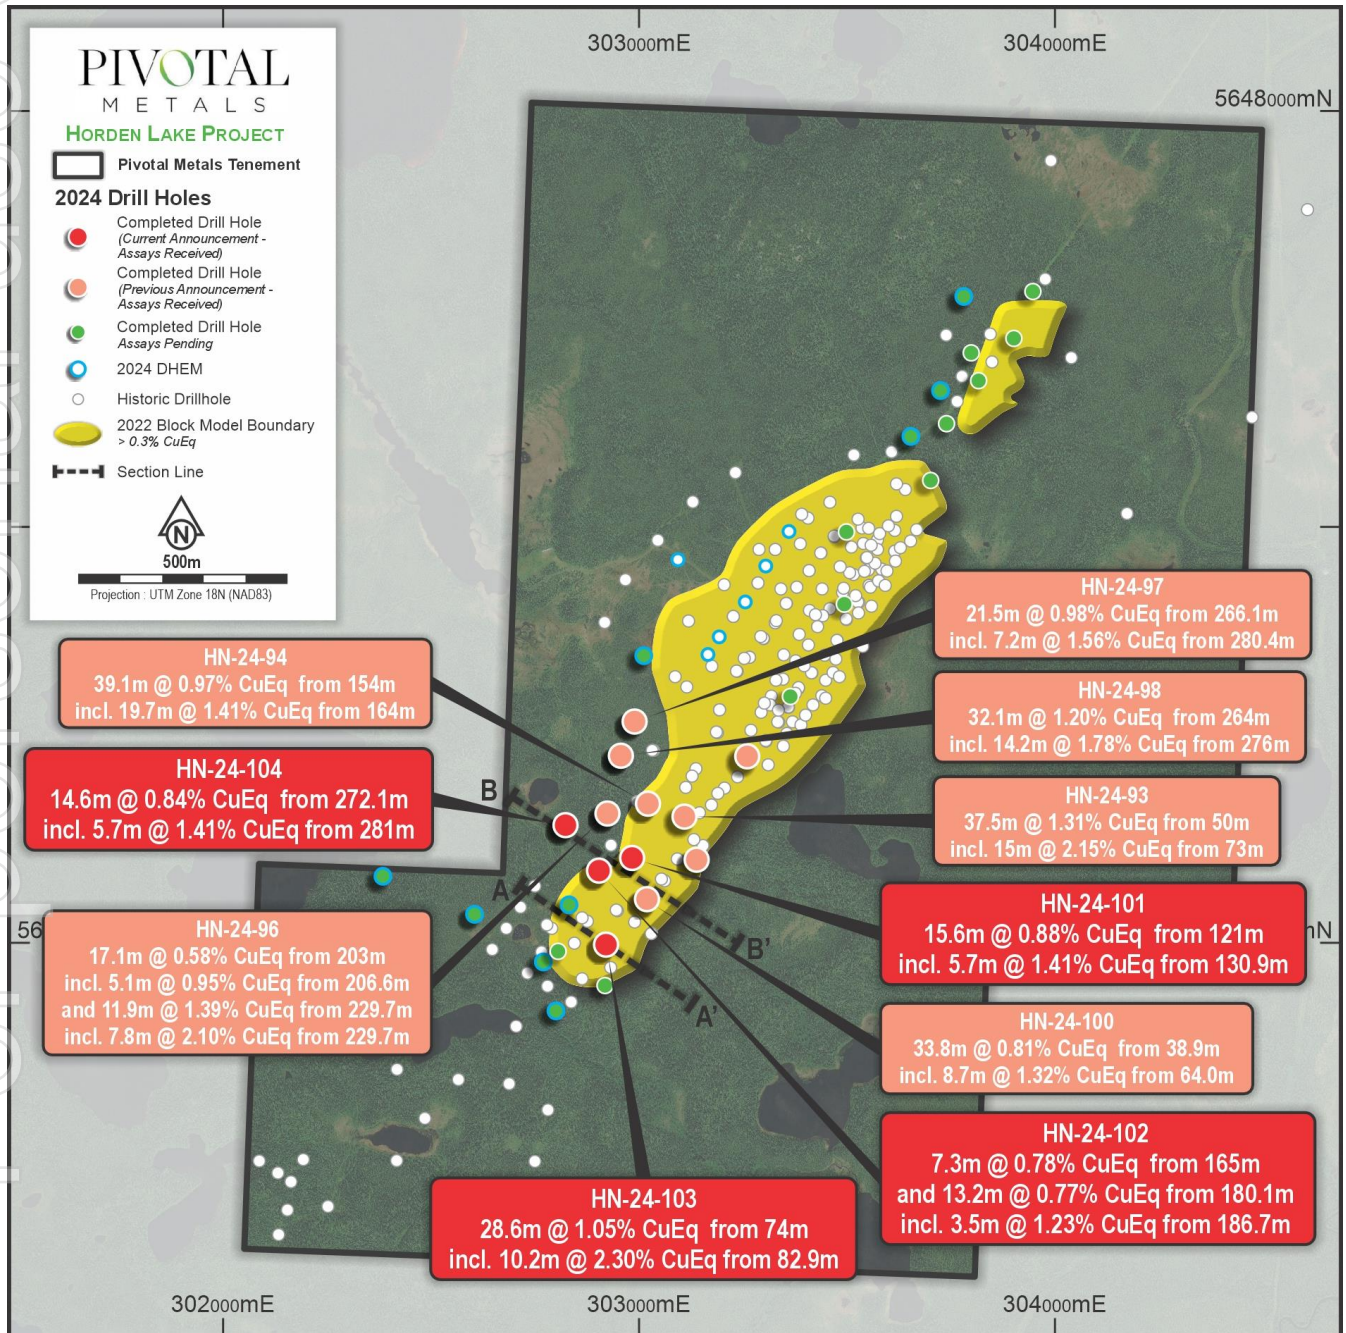 303000mE
304000mE
5648000mN
PIVOTAL
METALS
HORDEN LAKE PROJECT
Pivotal Metals Tenement
2024 Drill Holes
Completed Drill Hole
(Current Announcement -
Assays Received)
Completed Drill Hole
(Previous Announcement -
Assays Received)
Completed Drill Hole
Assays Pending
2024 DHEM
Historic Drillhole
2022 Block Model Boundary
> 0.3% CuEq
Section Line
N
500m
Projection : UTM Zone 18N (NAD83)
HN-24-97
21.5m @ 0.98% CuEq from 266.1m
incl. 7.2m @ 1.56% CuEq from 280.4m
HN-24-94
39.1m @ 0.97% CuEq from 154m
incl. 19.7m @ 1.41% CuEq from 164m
HN-24-98
32.1m @ 1.20% CuEq from 264m
incl. 14.2m @ 1.78% CuEq from 276m
HN-24-104
14.6m @ 0.84% CuEq from 272.1m
incl. 5.7m @ 1.41% CuEq from 281m
B
HN-24-93
37.5m @ 1.31% CuEq from 50m
incl. 15m @ 2.15% CuEq from 73m
A
HN-24-101
15.6m @ 0.88% CuEq from 121m
incl. 5.7m @ 1.41% CuEq from 130.9m
56
mN
B'
HN-24-96
17.1m @ 0.58% CuEq from 203m
incl. 5.1m @ 0.95% CuEq from 206.6m
and 11.9m @ 1.39% CuEq from 229.7m
incl. 7.8m @ 2.10% CuEq from 229.7m
A'
HN-24-100
33.8m @ 0.81% CuEq from 38.9m
incl. 8.7m @ 1.32% CuEq from 64.0m
HN-24-102
7.3m @ 0.78% CuEq from 165m
and 13.2m @ 0.77% CuEq from 180.1m
incl. 3.5m @ 1.23% CuEq from 186.7m
HN-24-103
28.6m @ 1.05% CuEq from 74m
incl. 10.2m @ 2.30% CuEq from 82.9m
302000mE
303000mE
304000mE